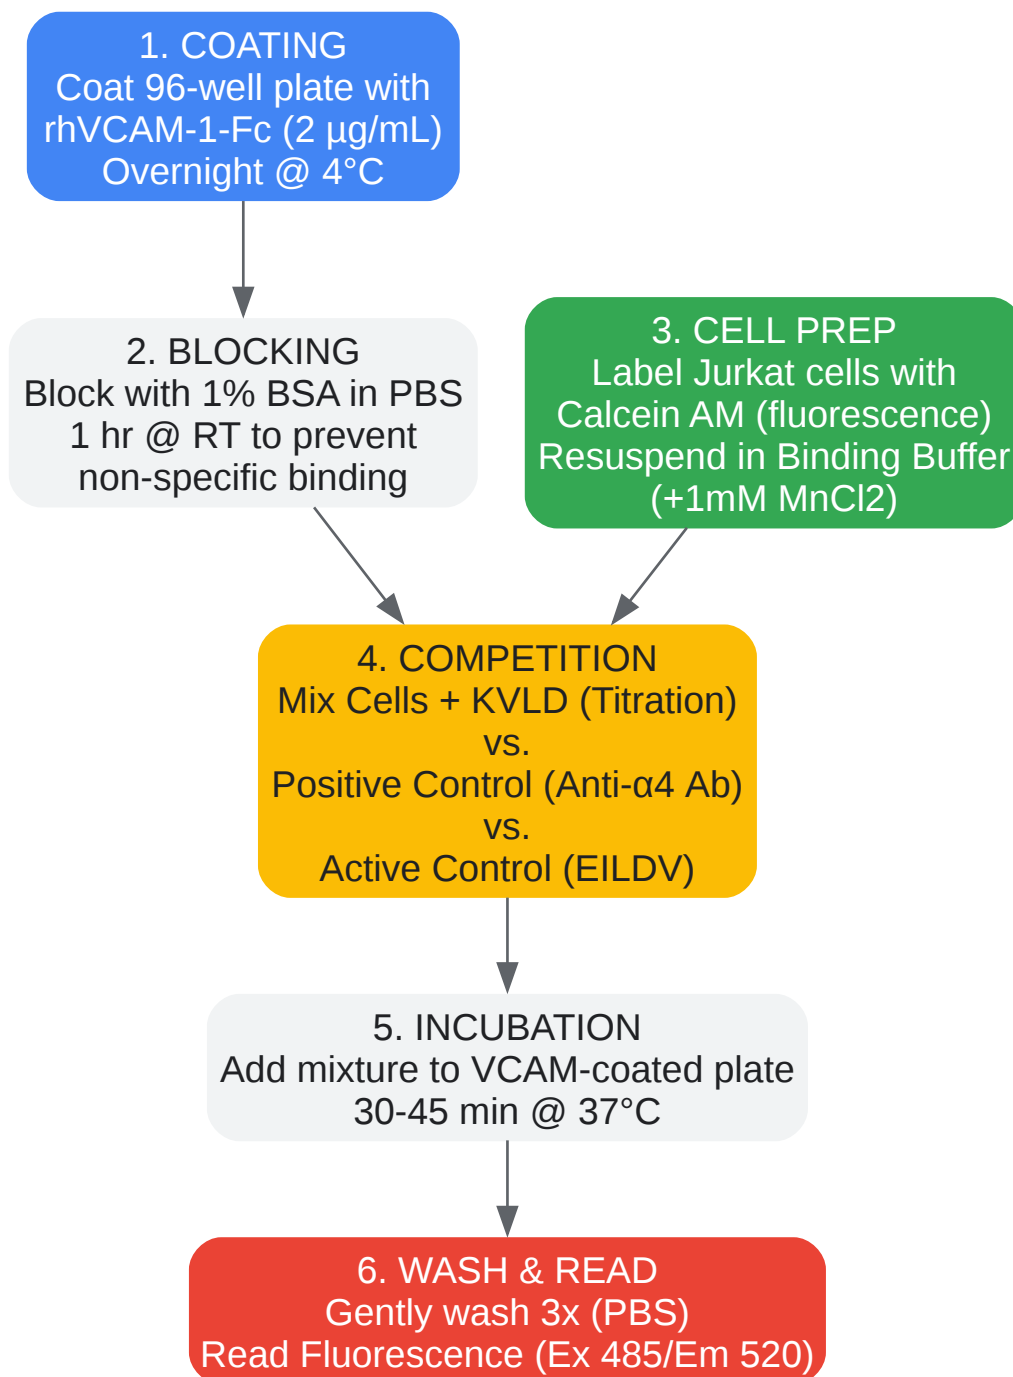 1. COATING
Coat 96-well plate with
rhVCAM-1-Fc (2 µg/mL)
Overnight @ 4°C
2. BLOCKING
Block with 1% BSA in PBS
1 hr @ RT to prevent
non-specific binding
3. CELL PREP
Label Jurkat cells with
Calcein AM (fluorescence)
Resuspend in Binding Buffer
(+1mM MnCl2)
4. COMPETITION
Mix Cells + KVLD (Titration)
vs.
Positive Control (Anti-α4 Ab)
vs.
Active Control (EILDV)
5. INCUBATION
Add mixture to VCAM-coated plate
30-45 min @ 37°C
6. WASH & READ
Gently wash 3x (PBS)
Read Fluorescence (Ex 485/Em 520)